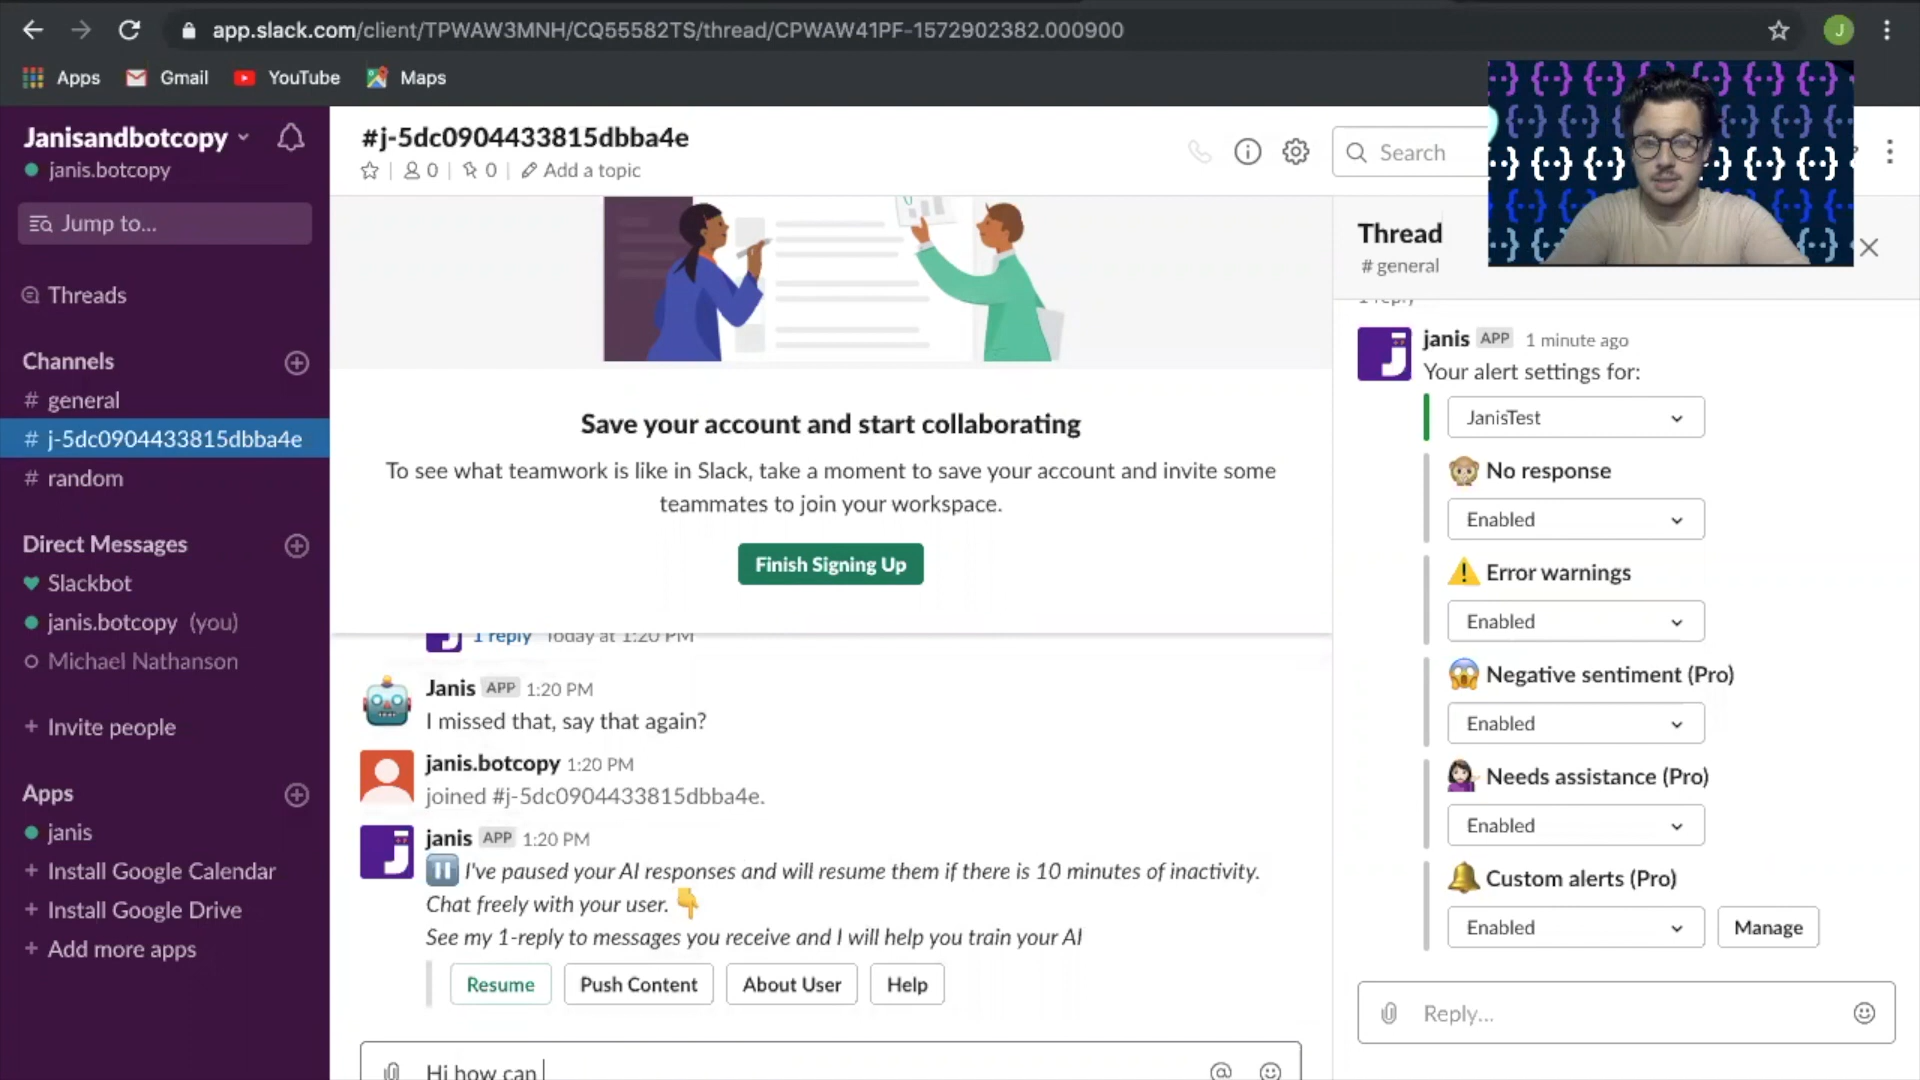 app.slack.com/client/TPWAW3MNH/CQ55582TS/thread/CPWAW41PF-1572902382.000900
J
Apps Gmail YouTube Maps
Janisandbotcopy
janis.botcopy
Jump to...
Threads
Channels
# general
# j-5dc0904433815dbba4e
# random
Direct Messages
Slackbot
janis.botcopy (you)
Michael Nathanson
+ Invite people
Apps
janis
+ Install Google Calendar
+ Install Google Drive
+ Add more apps
#j-5dc0904433815dbba4e
0 | 0 | Add a topic
Search
Save your account and start collaborating
To see what teamwork is like in Slack, take a moment to save your account and invite some
teammates to join your workspace.
Finish Signing Up
1 reply Today at 1:20 PM
Janis APP 1:20 PM
I missed that, say that again?
janis.botcopy 1:20 PM
joined #j-5dc0904433815dbba4e.
janis APP 1:20 PM
I've paused your AI responses and will resume them if there is 10 minutes of inactivity.
Chat freely with your user.
See my 1-reply to messages you receive and I will help you train your AI
Resume Push Content About User Help
Hi how can
@
Thread
# general
1 reply
janis APP 1 minute ago
Your alert settings for:
JanisTest
No response
Enabled
Error warnings
Enabled
Negative sentiment (Pro)
Enabled
Needs assistance (Pro)
Enabled
Custom alerts (Pro)
Enabled Manage
Reply...